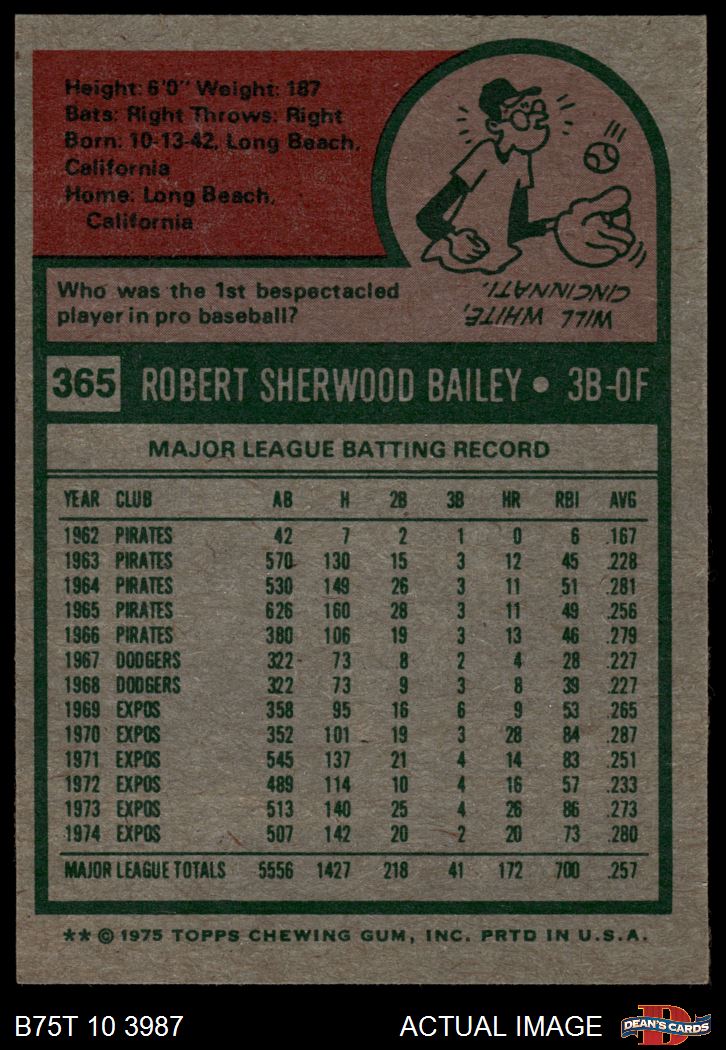 Height: 6'0" Weight: 187
Bats: Right Throws: Right
Born: 10-13-42, Long Beach,
California
Home: Long Beach,
California
Who was the 1st bespectacled
player in pro baseball?
WILL WHITE,
CINCINNATI.
365 ROBERT SHERWOOD BAILEY • 3B-OF
MAJOR LEAGUE BATTING RECORD
YEAR CLUB AB H 2B 3B HR RBI AVG
1962 PIRATES 42 7 2 1 0 6 .167
1963 PIRATES 570 130 15 3 12 45 .228
1964 PIRATES 530 149 26 3 11 51 .281
1965 PIRATES 626 160 28 3 11 49 .256
1966 PIRATES 380 106 19 3 13 46 .279
1967 DODGERS 322 73 8 2 4 28 .227
1968 DODGERS 322 73 9 3 8 39 .227
1969 EXPOS 358 95 16 6 9 53 .265
1970 EXPOS 352 101 19 3 28 84 .287
1971 EXPOS 545 137 21 4 14 83 .251
1972 EXPOS 489 114 10 4 16 57 .233
1973 EXPOS 513 140 25 4 26 86 .273
1974 EXPOS 507 142 20 2 20 73 .280
MAJOR LEAGUE TOTALS 5556 1427 218 41 172 700 .257
** © 1975 TOPPS CHEWING GUM, INC. PRTD IN U.S.A.
B75T 10 3987 ACTUAL IMAGE D DEAN'S CARDS